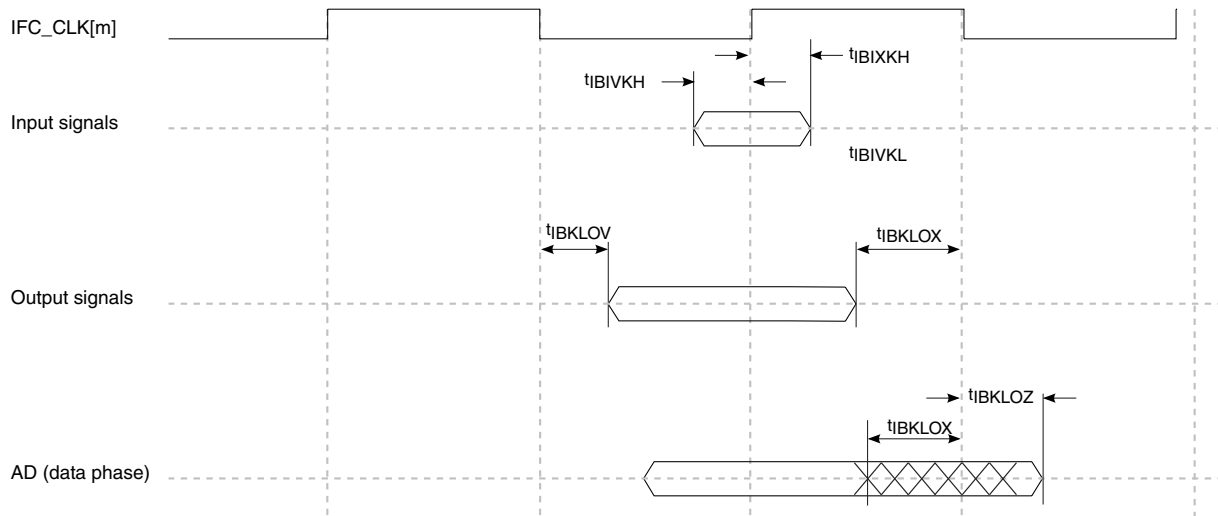 IFC_CLK[m]
tIBIXKH
tIBIVKH
Input signals
tIBIVKL
tIBKLOV
tIBKLOX
Output signals
tIBKLOZ
tIBKLOX
AD (data phase)